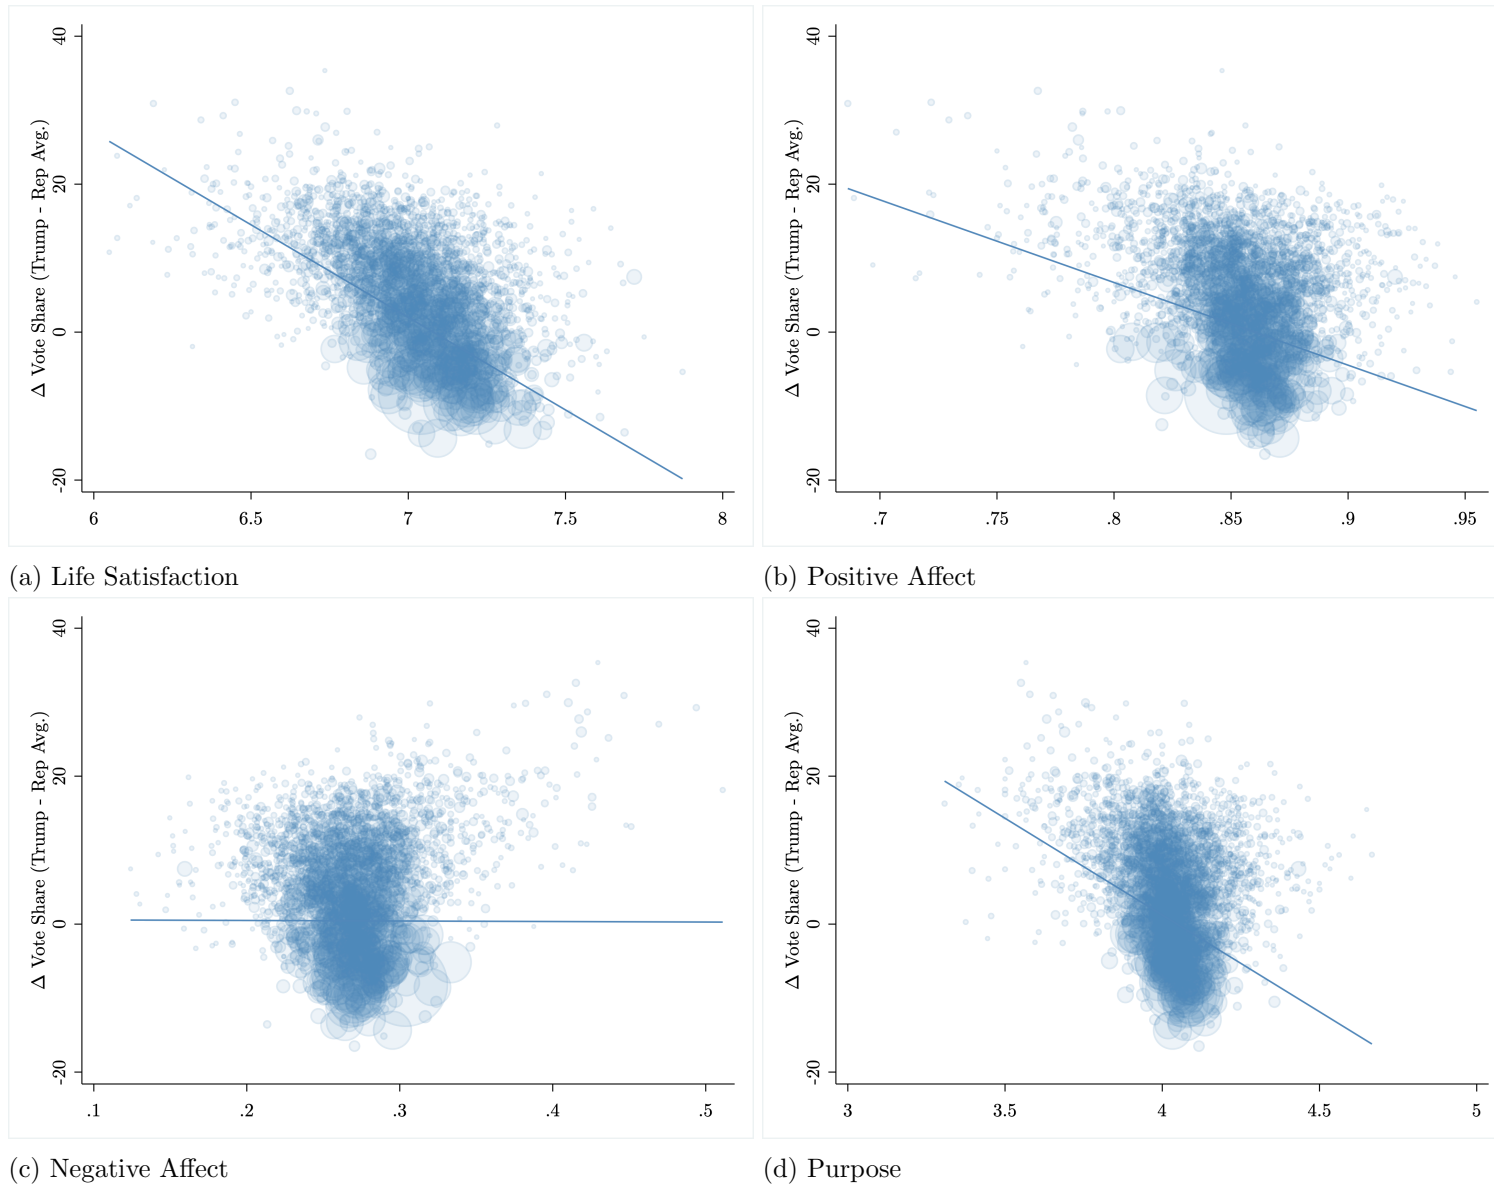 40
20
0
-20
Δ Vote Share (Trump - Rep Avg.)
6 6.5 7 7.5 8
(a) Life Satisfaction
40
20
0
-20
Δ Vote Share (Trump - Rep Avg.)
.7 .75 .8 .85 .9 .95
(b) Positive Affect
40
20
0
-20
Δ Vote Share (Trump - Rep Avg.)
.1 .2 .3 .4 .5
(c) Negative Affect
40
20
0
-20
Δ Vote Share (Trump - Rep Avg.)
3 3.5 4 4.5 5
(d) Purpose